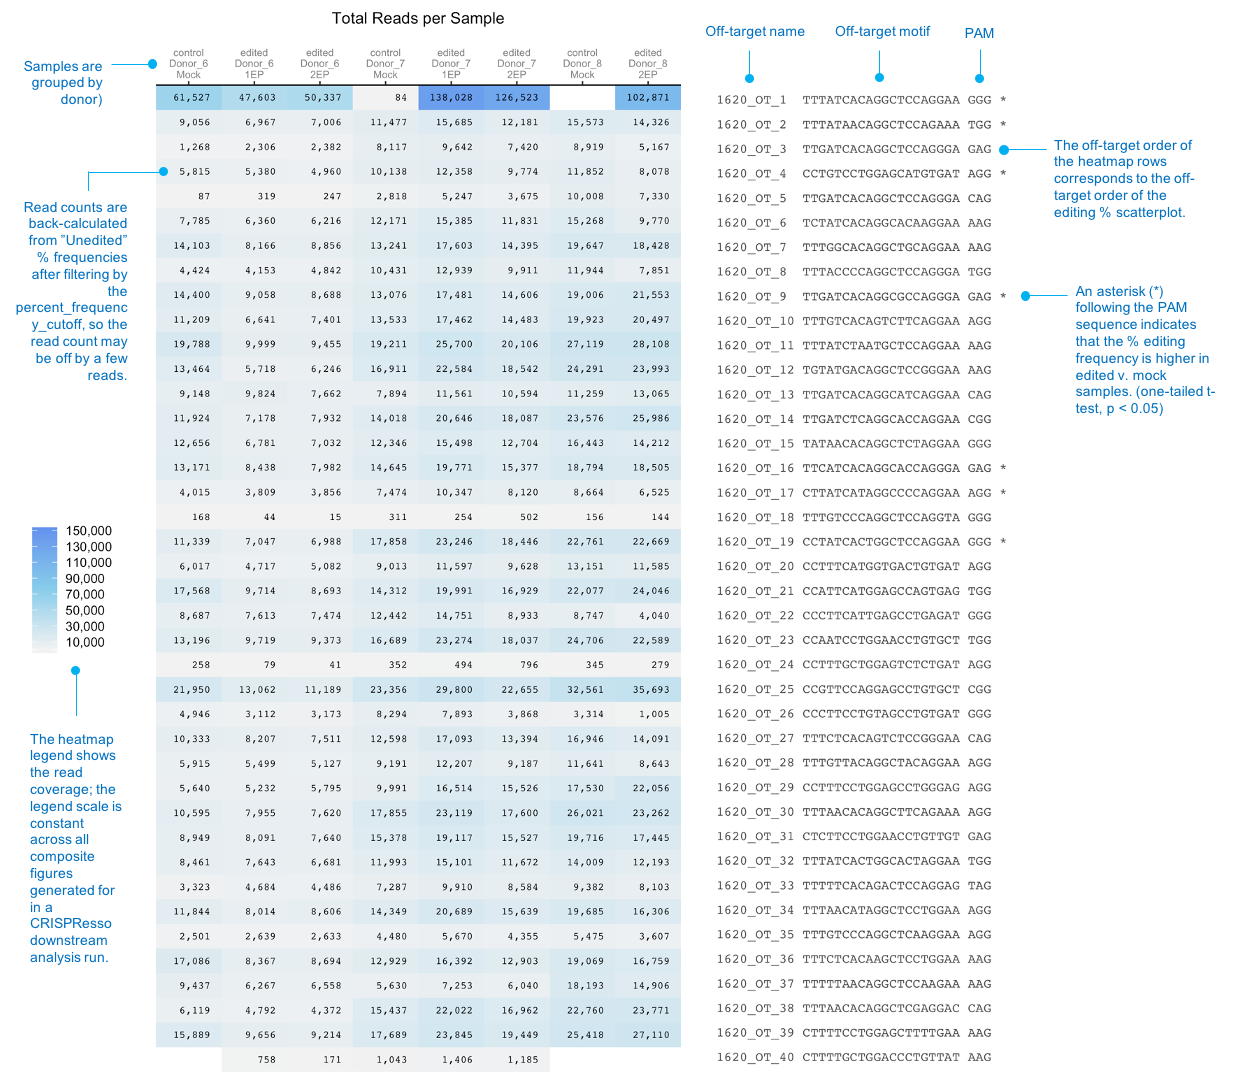 Total Reads per Sample
Off-target name Off-target motif PAM
Samples are
grouped by
donor)
control edited edited control edited edited control edited
Donor_6 Donor_6 Donor_6 Donor_7 Donor_7 Donor_7 Donor_8 Donor_8
Mock 1EP 2EP Mock 1EP 2EP Mock 2EP
61,527 47,603 50,337 84 138,028 126,523 102,871 1620_OT_1 TTTATCACAGGCTCCAGGAA GGG *
9,056 6,967 7,006 11,477 15,685 12,181 15,573 14,326 1620_OT_2 TTTATAACAGGCTCCAGAAA TGG *
1,268 2,306 2,382 8,117 9,642 7,420 8,919 5,167 1620_OT_3 TTGATCACAGGCTCCAGGGA GAG *
5,815 5,380 4,960 10,138 12,358 9,774 11,852 8,078 1620_OT_4 CCTGTCCTGGAGCATGTGAT AGG *
87 319 247 2,818 5,247 3,675 10,008 7,330 1620_OT_5 TTGATCACAGGCTCCAGGGA CAG
7,785 6,360 6,216 12,171 15,385 11,831 15,268 9,770 1620_OT_6 TCTATCACAGGCACAAGGAA AAG
14,103 8,166 8,856 13,241 17,603 14,395 19,647 18,428 1620_OT_7 TTTGGCACAGGCTGCAGGAA AAG
4,424 4,153 4,842 10,431 12,939 9,911 11,944 7,851 1620_OT_8 TTTACCCCAGGCTCCAGGGA TGG
14,400 9,058 8,688 13,076 17,481 14,606 19,006 21,553 1620_OT_9 TTGATCACAGGCGCCAGGGA GAG *
11,209 6,641 7,401 13,533 17,462 14,483 19,923 20,497 1620_OT_10 TTTGTCACAGTCTTCAGGAA AGG
19,788 9,999 9,455 19,211 25,700 20,106 27,119 28,108 1620_OT_11 TTTATCTAATGCTCCAGGAA AAG
13,464 5,718 6,246 16,911 22,584 18,542 24,291 23,993 1620_OT_12 TGTATGACAGGCTCCGGGAA AAG
9,148 9,824 7,662 7,894 11,561 10,594 11,259 13,065 1620_OT_13 TTGATCACAGGCATCAGGAA CAG
11,924 7,178 7,932 14,018 20,646 18,087 23,576 25,986 1620_OT_14 TTGATCTCAGGCACCAGGAA CGG
12,656 6,781 7,032 12,346 15,498 12,704 16,443 14,212 1620_OT_15 TATAACACAGGCTCTAGGAA GGG
13,171 8,438 7,982 14,645 19,771 15,377 18,794 18,505 1620_OT_16 TTCATCACAGGCACCAGGGA GAG *
4,015 3,809 3,856 7,474 10,347 8,120 8,664 6,525 1620_OT_17 CTTATCATAGGCCCCAGGAA AGG *
168 44 15 311 254 502 156 144 1620_OT_18 TTTGTCCCAGGCTCCAGGTA GGG
11,339 7,047 6,988 17,858 23,246 18,446 22,761 22,669 1620_OT_19 CCTATCACTGGCTCCAGGAA GGG *
6,017 4,717 5,082 9,013 11,597 9,628 13,151 11,585 1620_OT_20 CCTTTCATGGTGACTGTGAT AGG
17,568 9,714 8,693 14,312 19,991 16,929 22,077 24,046 1620_OT_21 CCATTCATGGAGCCAGTGAG TGG
8,687 7,613 7,474 12,442 14,751 8,933 8,747 4,040 1620_OT_22 CCCTTCATTGAGCCTGAGAT GGG
13,196 9,719 9,373 16,689 23,274 18,037 24,706 22,589 1620_OT_23 CCAATCCTGGAACCTGTGCT TGG
258 79 41 352 494 796 345 279 1620_OT_24 CCTTTGCTGGAGTCTCTGAT AGG
21,950 13,062 11,189 23,356 29,800 22,655 32,561 35,693 1620_OT_25 CCGTTCCAGGAGCCTGTGCT CGG
4,946 3,112 3,173 8,294 7,893 3,868 3,314 1,005 1620_OT_26 CCCTTCCTGTAGCCTGTGAT GGG
10,333 8,207 7,511 12,598 17,093 13,394 16,946 14,091 1620_OT_27 TTTCTCACAGTCTCCGGGAA CAG
5,915 5,499 5,127 9,191 12,207 9,187 11,641 8,643 1620_OT_28 TTTGTTACAGGCTACAGGAA AGG
5,640 5,232 5,795 9,991 16,514 15,526 17,530 22,056 1620_OT_29 CCTTTCCTGGAGCCTGGGAG AGG
10,595 7,955 7,620 17,855 23,119 17,600 26,021 23,262 1620_OT_30 TTTAACACAGGCTTCAGAAA AGG
8,949 8,091 7,640 15,378 19,117 15,527 19,716 17,445 1620_OT_31 CTCTTCCTGGAACCTGTTGT GAG
8,461 7,643 6,681 11,993 15,101 11,672 14,009 12,193 1620_OT_32 TTTATCACTGGCACTAGGAA TGG
3,323 4,684 4,486 7,287 9,910 8,584 9,382 8,103 1620_OT_33 TTTTTCACAGACTCCAGGAG TAG
11,844 8,014 8,606 14,349 20,689 15,639 19,685 16,306 1620_OT_34 TTTAACATAGGCTCCTGGAA AGG
2,501 2,639 2,633 4,480 5,670 4,355 5,475 3,607 1620_OT_35 TTTGTCCCAGGCTCAAGGAA AGG
17,086 8,367 8,694 12,929 16,392 12,903 19,069 16,759 1620_OT_36 TTTCTCACAAGCTCCTGGAA AAG
9,437 6,267 6,558 5,630 7,253 6,040 18,193 14,906 1620_OT_37 TTTTTAACAGGCTCCAAGAA AAG
6,119 4,792 4,372 15,437 22,022 16,962 22,760 23,771 1620_OT_38 TTTAACACAGGCTCGAGGAC CAG
15,889 9,656 9,214 17,689 23,845 19,449 25,418 27,110 1620_OT_39 CTTTTCCTGGAGCTTTTGAA AAG
758 171 1,043 1,406 1,185 1620_OT_40 CTTTTGCTGGACCCTGTTAT AAG
Read counts are
back-calculated
from ”Unedited”
% frequencies
after filtering by
the
percent_frequenc
y_cutoff, so the
read count may
be off by a few
reads.
150,000
130,000
110,000
90,000
70,000
50,000
30,000
10,000
The heatmap
legend shows
the read
coverage; the
legend scale is
constant
across all
composite
figures
generated for
in a
CRISPResso
downstream
analysis run.
The off-target order of
the heatmap rows
corresponds to the off-
target order of the
editing % scatterplot.
An asterisk (*)
following the PAM
sequence indicates
that the % editing
frequency is higher in
edited v. mock
samples. (one-tailed t-
test, p < 0.05)